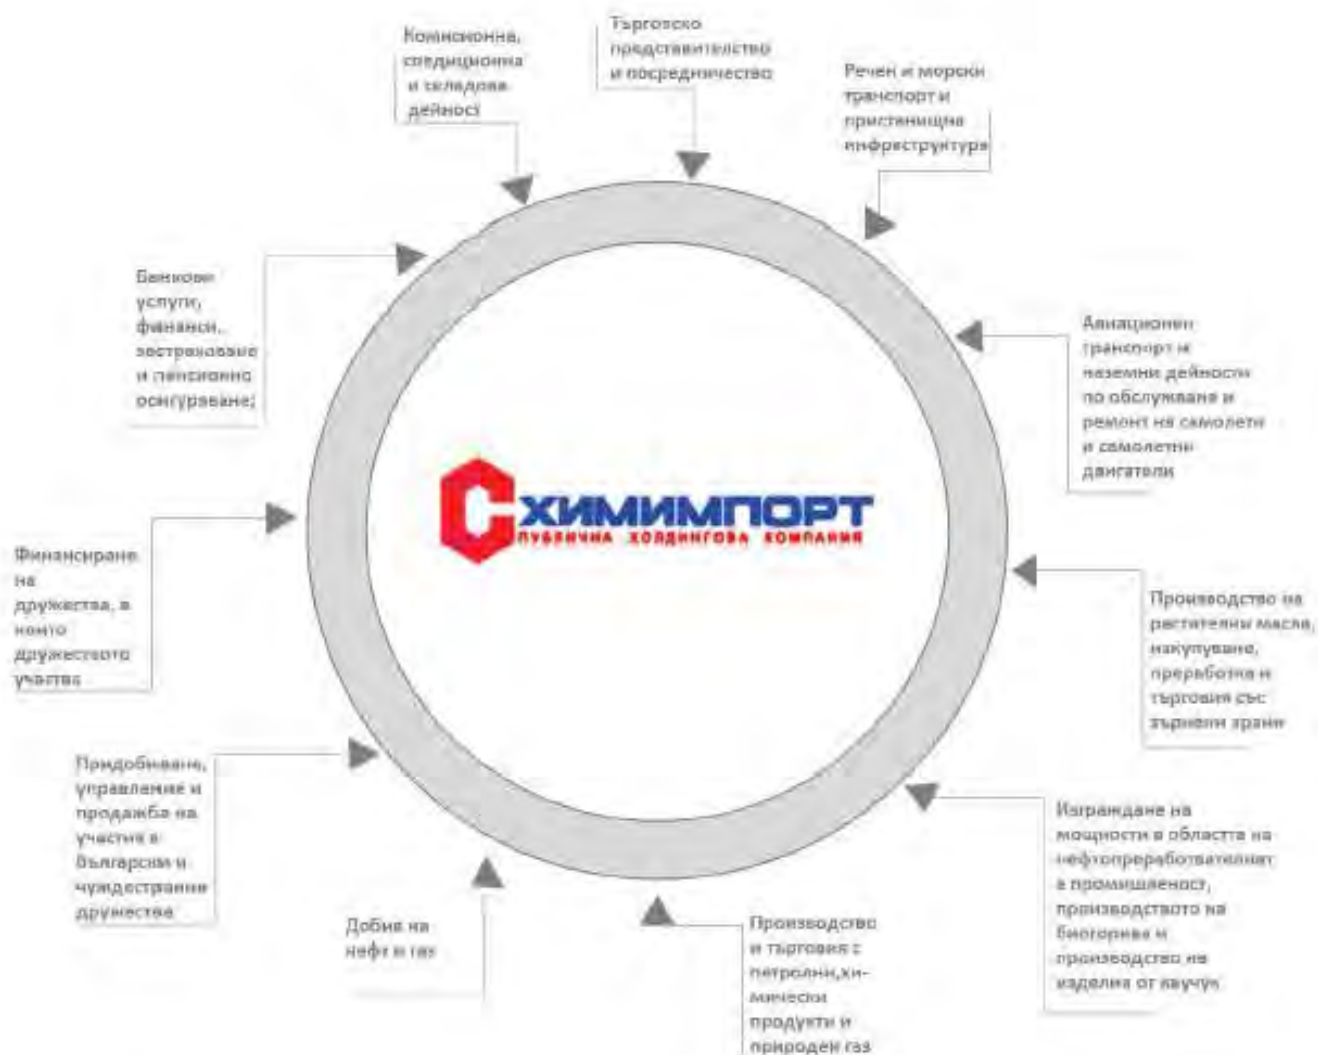 Комисионна,
спедиционна
и складова
дейност
Търговско
представителство
и посредничество
Речен и морски
транспорт и
пристанищна
инфраструктура
Банкови
услуги,
финанси,
застраховане
и пенсионно
осигуряване;
Авиационен
транспорт и
наземни дейности
по обслужване и
ремонт на самолети
и самолетни
двигатели
ХИМИМПОРТ
ПУБЛИЧНА ХОЛДИНГОВА КОМПАНИЯ
Финансиране
на
дружества, в
които
дружеството
участва
Производство на
растителни масла,
изкупуване,
преработка и
търговия със
зърнени храни
Придобиване,
управление и
продажба на
участия в
български и
чуждестранни
дружества
Изграждане на
мощности в областта на
нефтопреработвателнат
а промишленост,
производството на
биогорива и
производство на
изделия от каучук
Добив на
нефт и газ
Производство
и търговия с
петролни,хи-
мически
продукти и
природен газ